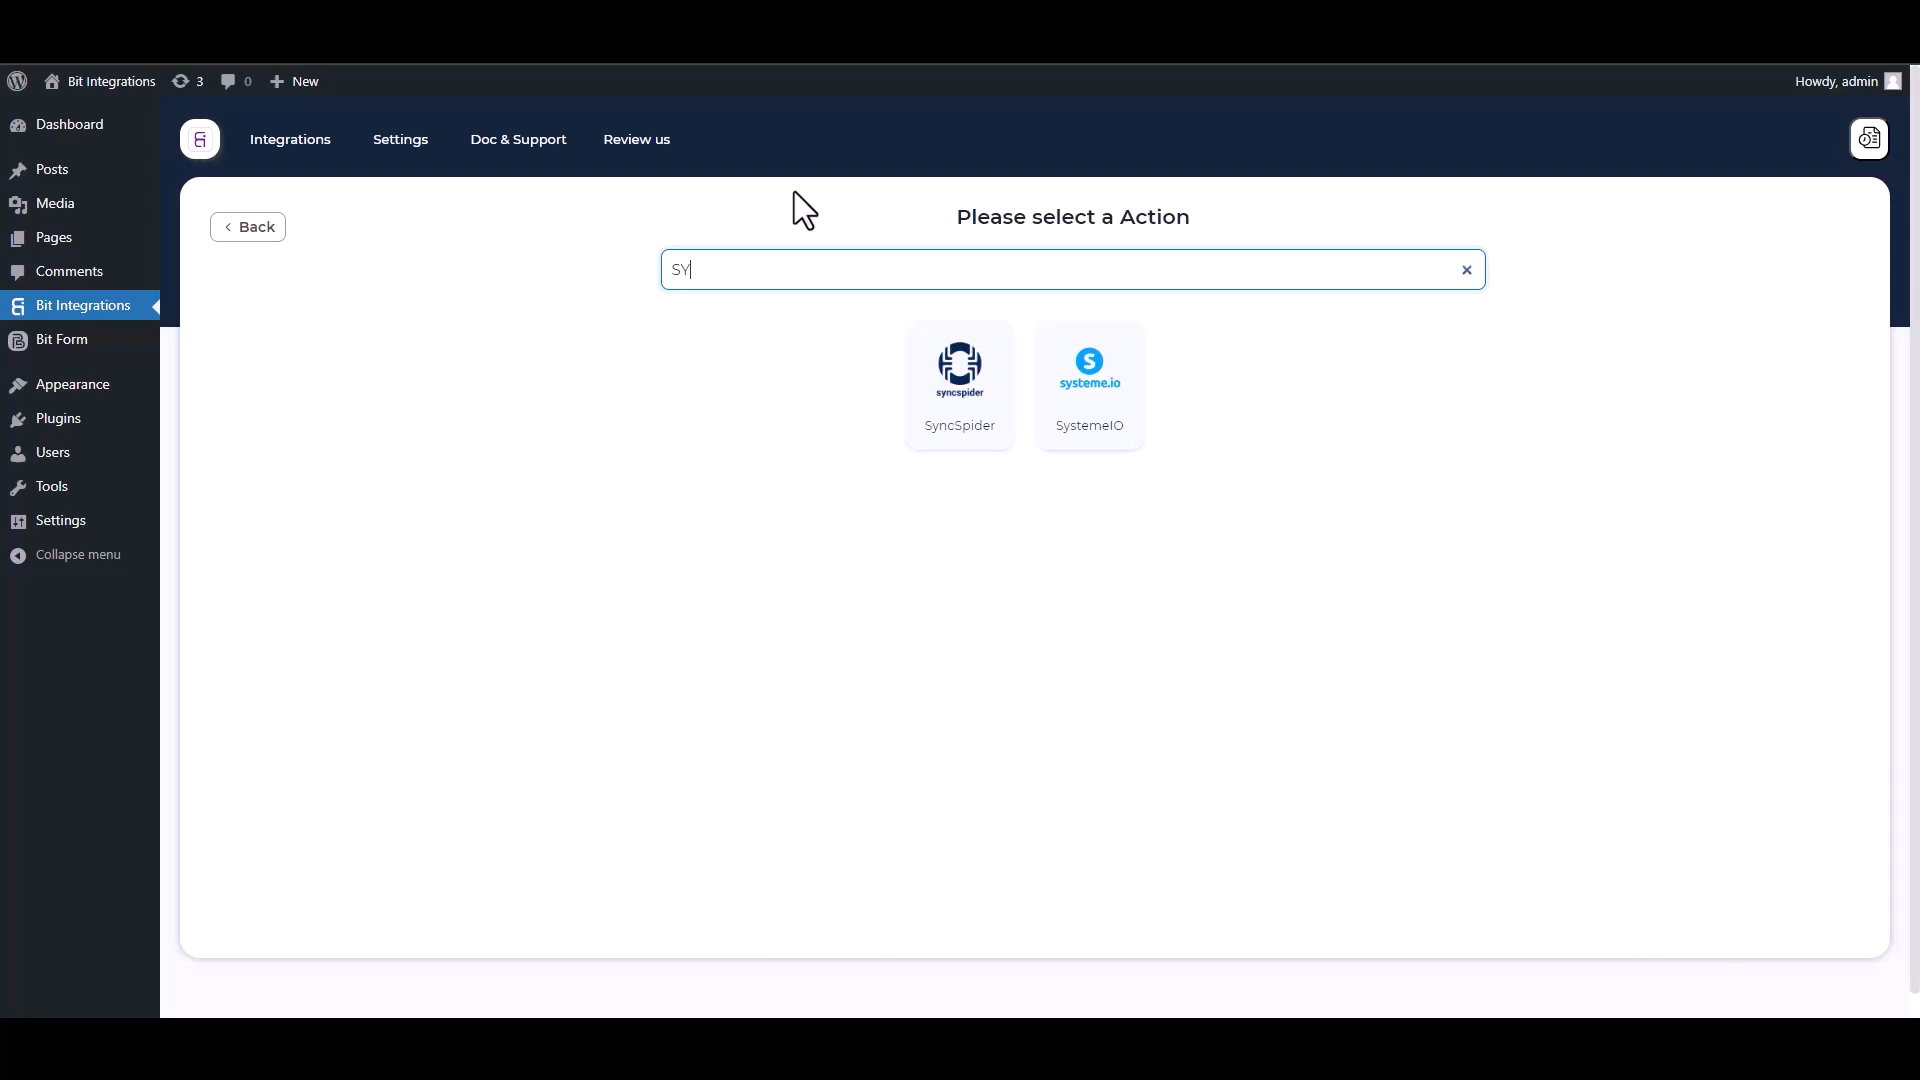 Bit Integrations 3 0 New Howdy, admin
Dashboard
Posts
Media
Pages
Comments
Bit Integrations
Bit Form
Appearance
Plugins
Users
Tools
Settings
Collapse menu
Integrations Settings Doc & Support Review us
Back
Please select a Action
SY
syncspider
SyncSpider
S
systeme.io
SystemeIO